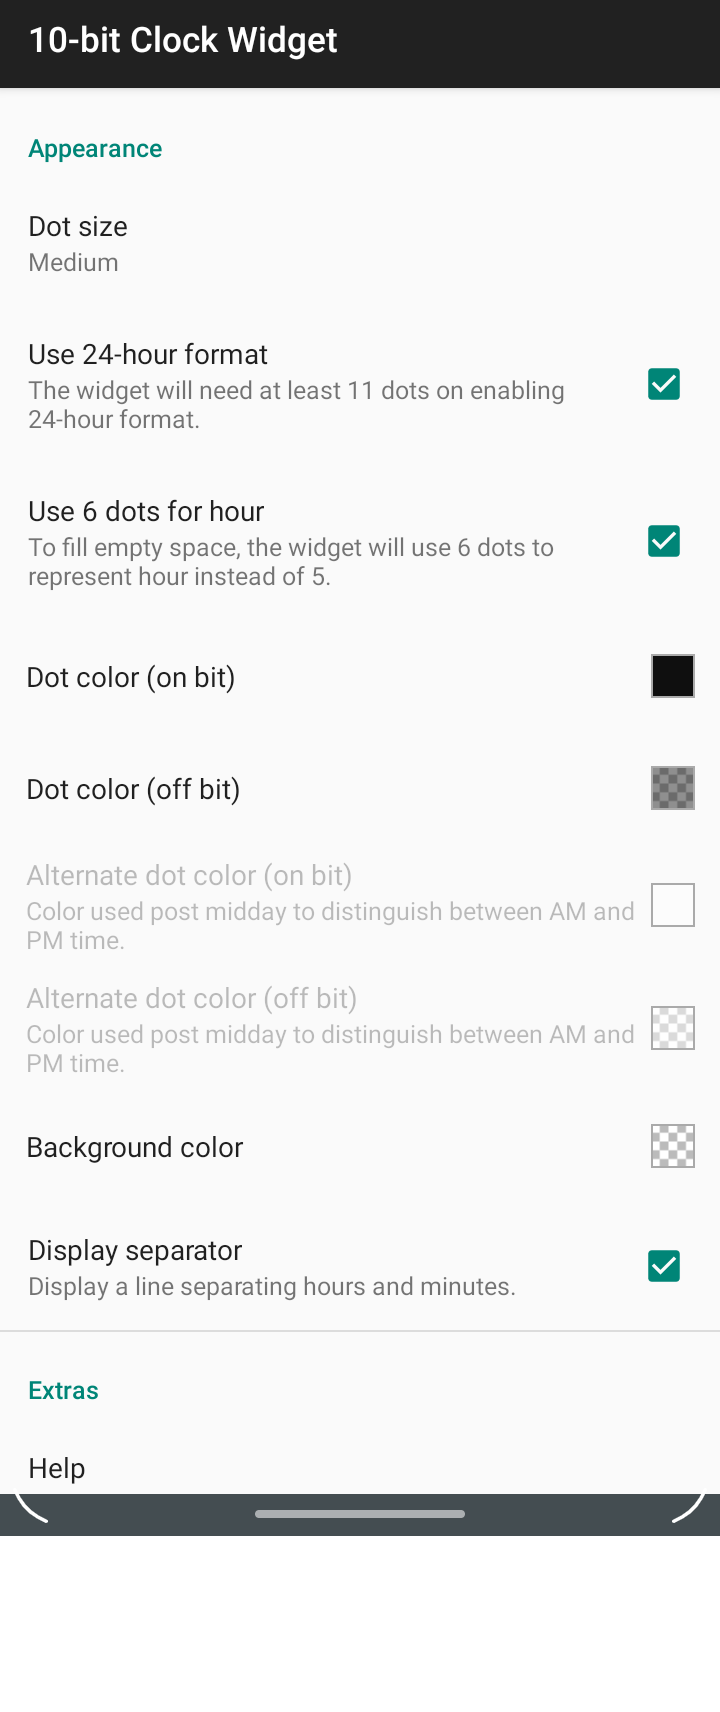 10-bit Clock Widget
Appearance
Dot size
Medium
Use 24-hour format
The widget will need at least 11 dots on enabling
24-hour format.
Use 6 dots for hour
To fill empty space, the widget will use 6 dots to
represent hour instead of 5.
Dot color (on bit)
Dot color (off bit)
Alternate dot color (on bit)
Color used post midday to distinguish between AM and
PM time.
Alternate dot color (off bit)
Color used post midday to distinguish between AM and
PM time.
Background color
Display separator
Display a line separating hours and minutes.
Extras
Help